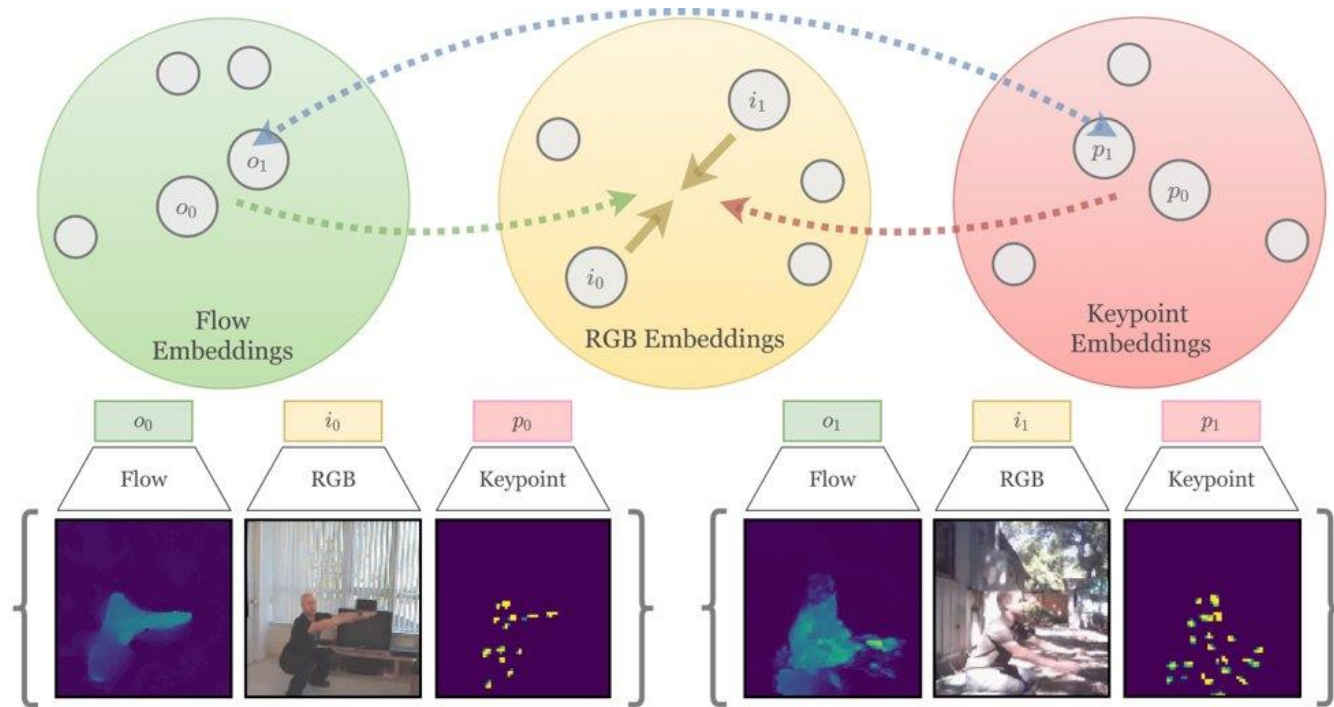 o₁
o₀
Flow
Embeddings
i₁
i₀
RGB Embeddings
p₁
p₀
Keypoint
Embeddings
o₀ i₀ p₀ o₁ i₁ p₁
Flow RGB Keypoint Flow RGB Keypoint